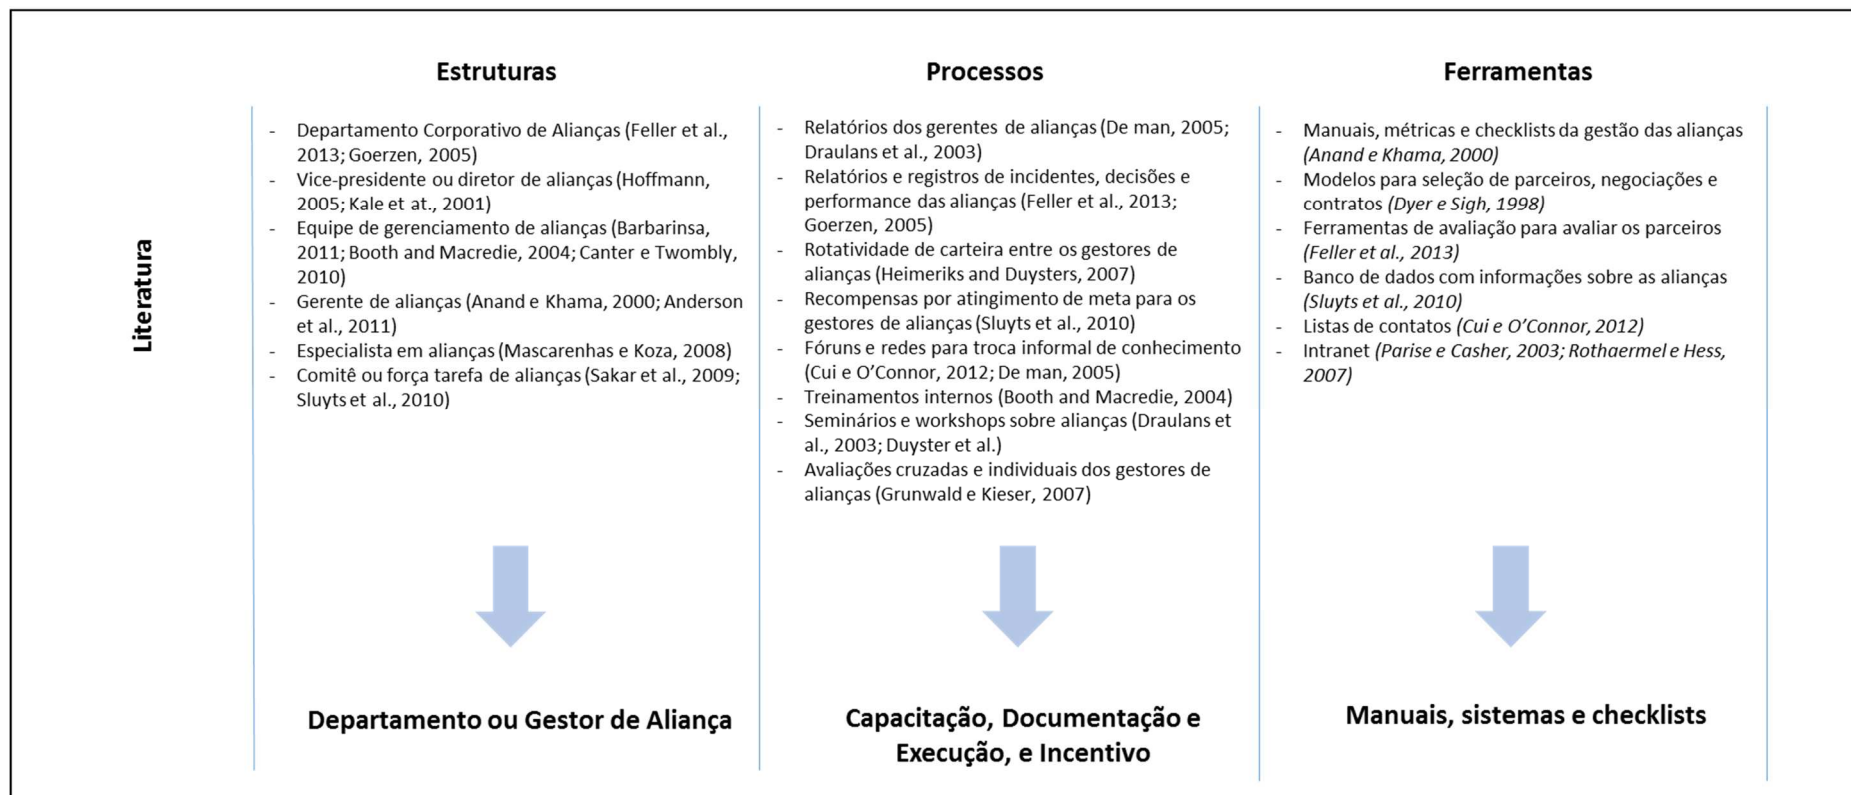 Literatura
Estruturas
- Departamento Corporativo de Alianças (Feller et al.,
2013; Goerzen, 2005)
- Vice-presidente ou diretor de alianças (Hoffmann,
2005; Kale et at., 2001)
- Equipe de gerenciamento de alianças (Barbarinsa,
2011; Booth and Macredie, 2004; Canter e Twombly,
2010)
- Gerente de alianças (Anand e Khama, 2000; Anderson
et al., 2011)
- Especialista em alianças (Mascarenhas e Koza, 2008)
- Comitê ou força tarefa de alianças (Sakar et al., 2009;
Sluyts et al., 2010)
Departamento ou Gestor de Aliança
Processos
- Relatórios dos gerentes de alianças (De man, 2005;
Draulans et al., 2003)
- Relatórios e registros de incidentes, decisões e
performance das alianças (Feller et al., 2013;
Goerzen, 2005)
- Rotatividade de carteira entre os gestores de
alianças (Heimeriks and Duysters, 2007)
- Recompensas por atingimento de meta para os
gestores de alianças (Sluyts et al., 2010)
- Fóruns e redes para troca informal de conhecimento
(Cui e O’Connor, 2012; De man, 2005)
- Treinamentos internos (Booth and Macredie, 2004)
- Seminários e workshops sobre alianças (Draulans et
al., 2003; Duyster et al.)
- Avaliações cruzadas e individuais dos gestores de
alianças (Grunwald e Kieser, 2007)
Capacitação, Documentação e
Execução, e Incentivo
Ferramentas
- Manuais, métricas e checklists da gestão das alianças
(Anand e Khama, 2000)
- Modelos para seleção de parceiros, negociações e
contratos (Dyer e Sigh, 1998)
- Ferramentas de avaliação para avaliar os parceiros
(Feller et al., 2013)
- Banco de dados com informações sobre as alianças
(Sluyts et al., 2010)
- Listas de contatos (Cui e O’Connor, 2012)
- Intranet (Parise e Casher, 2003; Rothaermel e Hess,
2007)
Manuais, sistemas e checklists